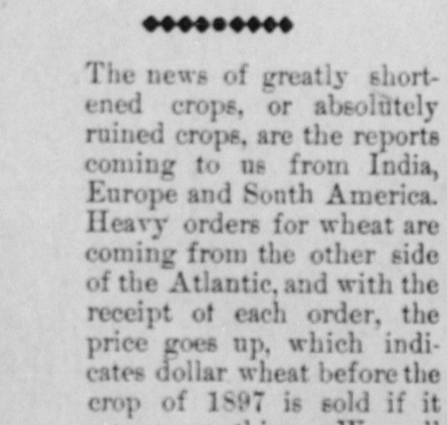 The news of greatly short-
ened crops, or absolutely
ruined crops, are the reports
coming to us from India,
Europe and South America.
Heavy orders for wheat are
coming from the other side
of the Atlantic, and with the
receipt of each order, the
price goes up, which indi-
cates dollar wheat before the
crop of 1897 is sold if it